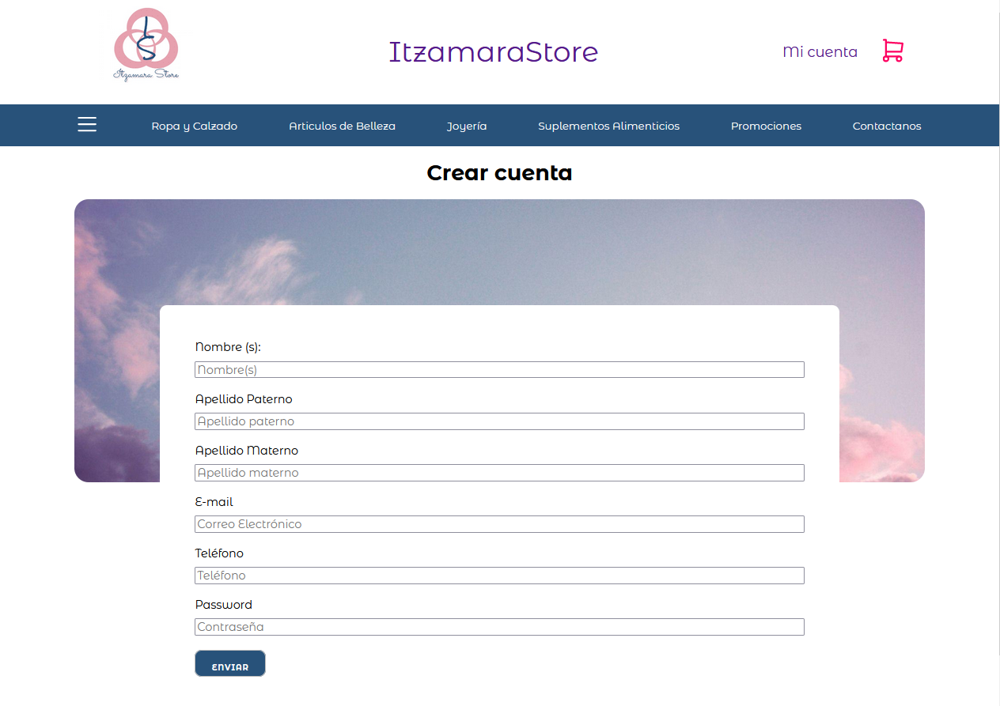 IS
Itzamara Store
ItzamaraStore
Mi cuenta
Ropa y Calzado
Articulos de Belleza
Joyería
Suplementos Alimenticios
Promociones
Contactanos
Crear cuenta
Nombre (s):
Nombre(s)
Apellido Paterno
Apellido paterno
Apellido Materno
Apellido materno
E-mail
Correo Electrónico
Teléfono
Teléfono
Password
Contraseña
ENVIAR